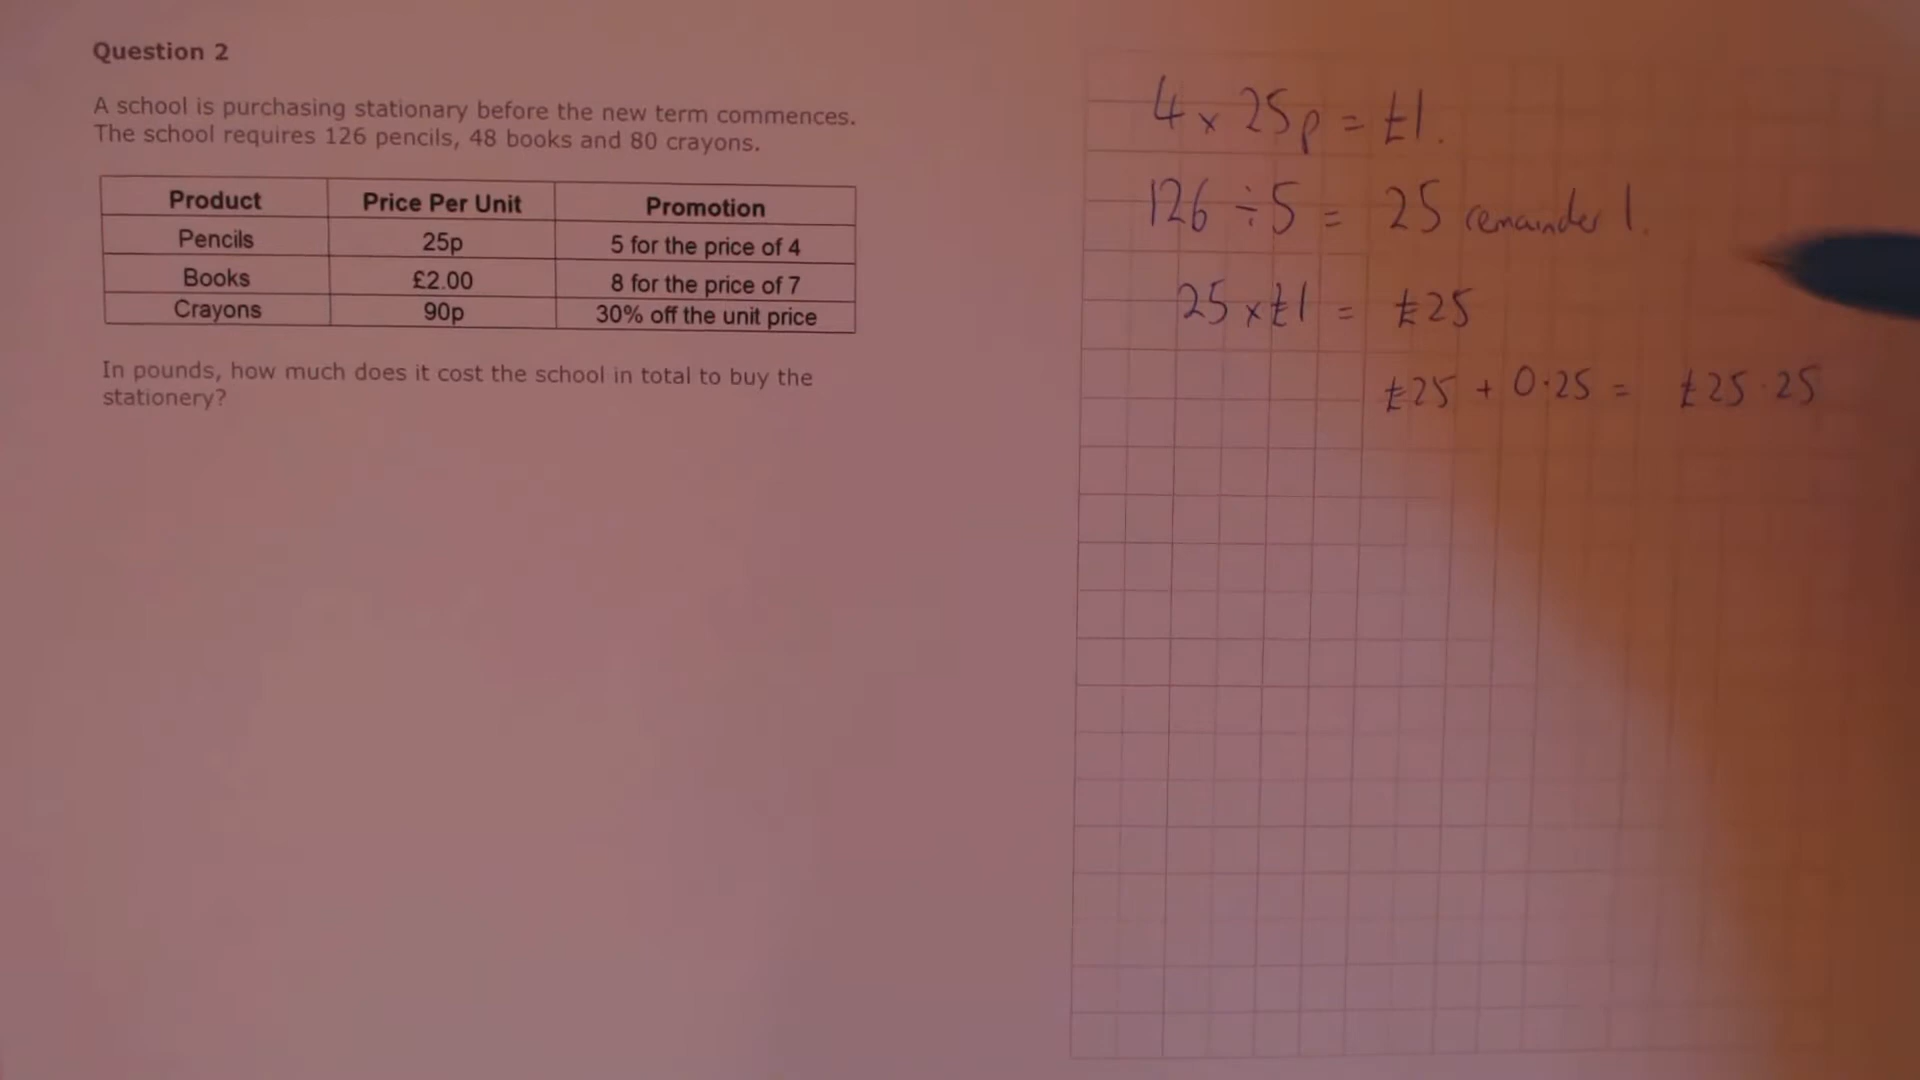 Question 2
A school is purchasing stationary before the new term commences.
The school requires 126 pencils, 48 books and 80 crayons.
Product Price Per Unit Promotion
Pencils 25p 5 for the price of 4
Books £2.00 8 for the price of 7
Crayons 90p 30% off the unit price
In pounds, how much does it cost the school in total to buy the
stationery?
4 × 25p = £1.
126 ÷ 5 = 25 remainder 1.
25 × £1 = £25
£25 + 0.25 = £25.25